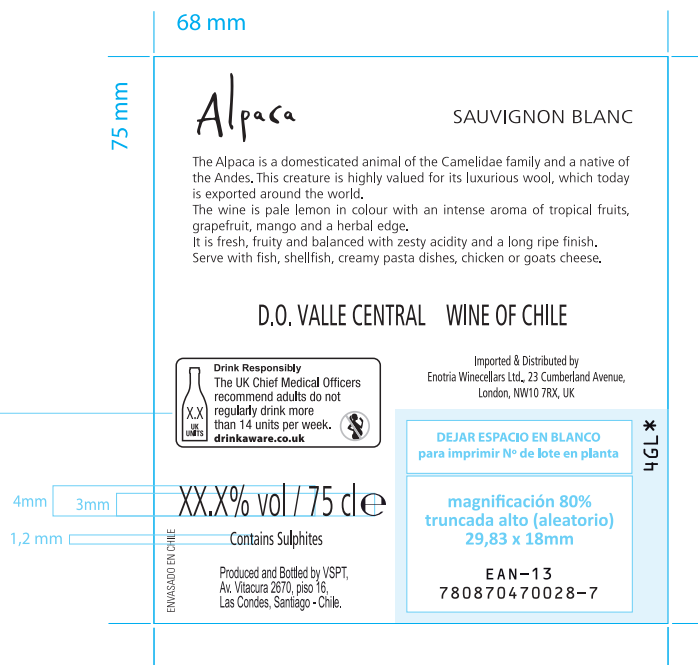 68 mm
75 mm
Alpaca
SAUVIGNON BLANC
The Alpaca is a domesticated animal of the Camelidae family and a native of
the Andes. This creature is highly valued for its luxurious wool, which today
is exported around the world.
The wine is pale lemon in colour with an intense aroma of tropical fruits,
grapefruit, mango and a herbal edge.
It is fresh, fruity and balanced with zesty acidity and a long ripe finish.
Serve with fish, shellfish, creamy pasta dishes, chicken or goats cheese.
D.O. VALLE CENTRAL WINE OF CHILE
X.X
UK
UNITS
Drink Responsibly
The UK Chief Medical Officers
recommend adults do not
regularly drink more
than 14 units per week.
drinkaware.co.uk
Imported & Distributed by
Enotria Winecellars Ltd., 23 Cumberland Avenue,
London, NW10 7RX, UK
DEJAR ESPACIO EN BLANCO
para imprimir Nº de lote en planta
4GL*
4mm
3mm
XX.X% vol / 75 cl e
1,2 mm
Contains Sulphites
ENVASADO EN CHILE
Produced and Bottled by VSPT,
Av. Vitacura 2670, piso 16,
Las Condes, Santiago - Chile.
magnificación 80%
truncada alto (aleatorio)
29,83 x 18mm
EAN-13
780870470028-7